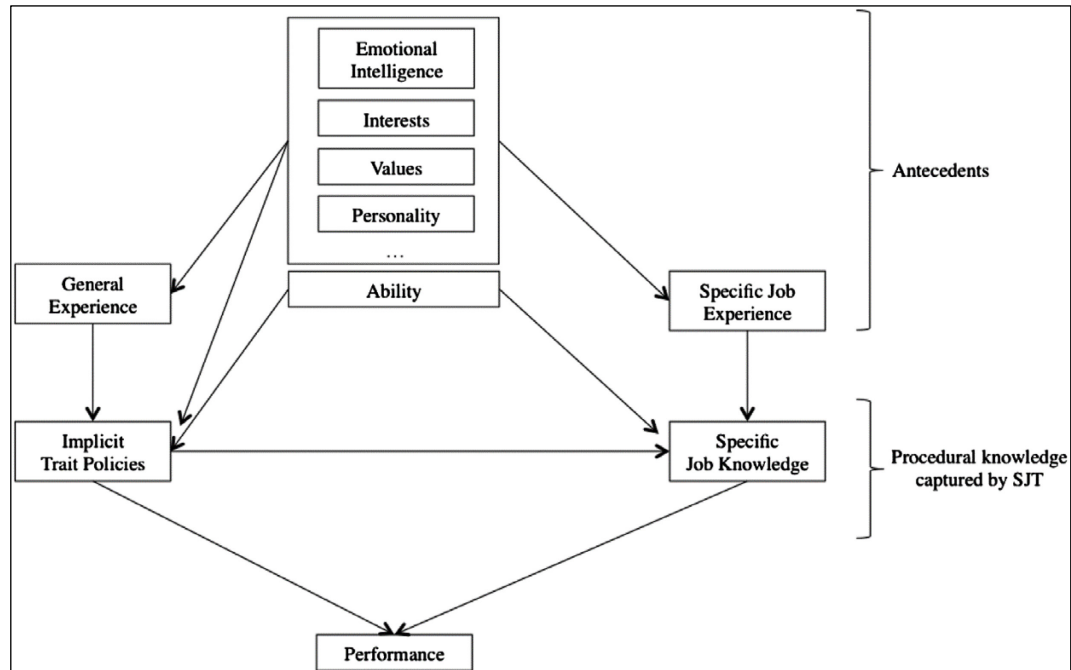 Emotional
Intelligence
Interests
Values
Personality
...
Ability
General
Experience
Specific Job
Experience
Antecedents
Implicit
Trait Policies
Specific
Job Knowledge
Procedural knowledge
captured by SJT
Performance